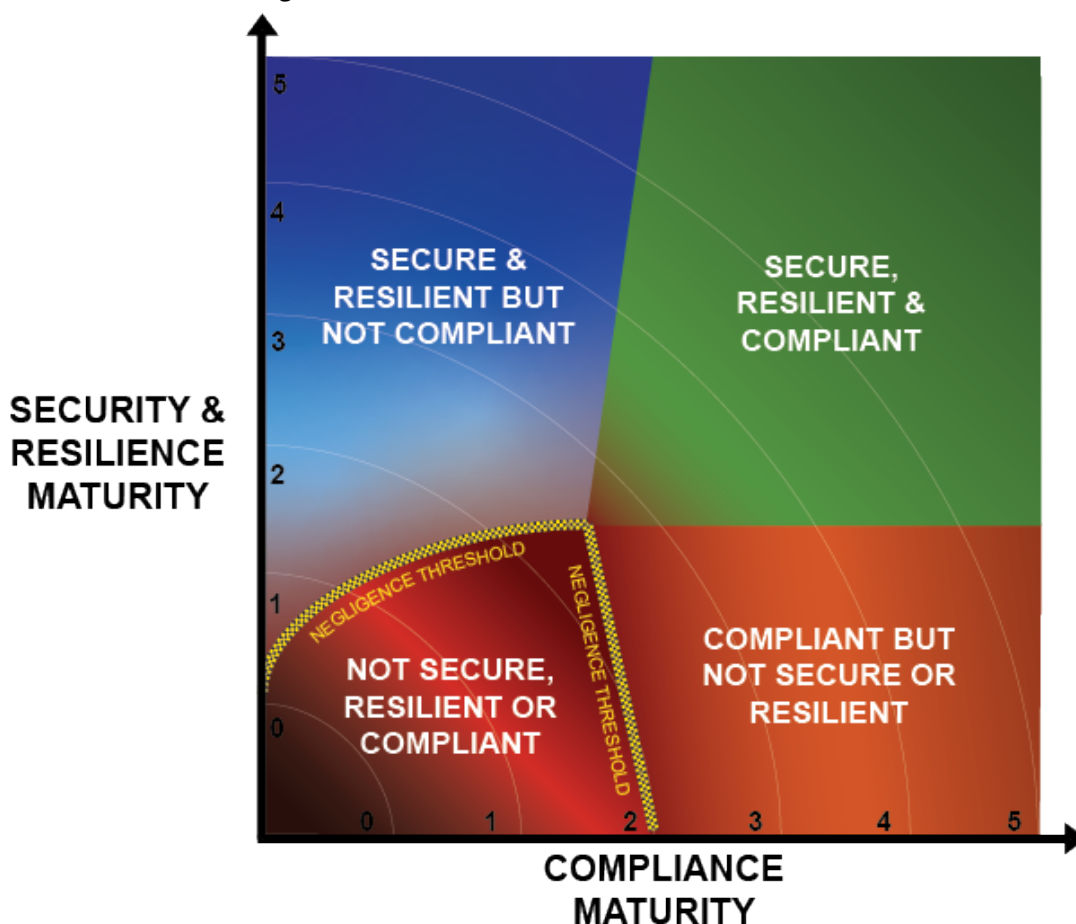 5
4
3
2
1
0
SECURITY &
RESILIENCE
MATURITY
SECURE &
RESILIENT BUT
NOT COMPLIANT
SECURE,
RESILIENT &
COMPLIANT
NEGLIGENCE THRESHOLD
NEGLIGENCE THRESHOLD
NOT SECURE,
RESILIENT OR
COMPLIANT
COMPLIANT BUT
NOT SECURE OR
RESILIENT
0 1 2 3 4 5
COMPLIANCE
MATURITY